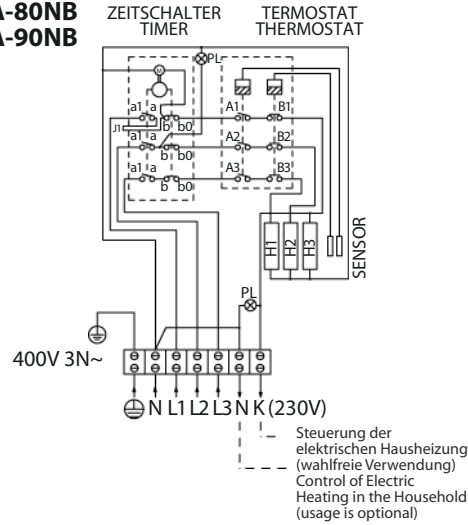 A-80NB
A-90NB
ZEITSCHALTER
TIMER
TERMOSTAT
THERMOSTAT
PL
M
a1 a
J1
b b0
A1
B1
a1 a
b b0
A2
B2
a1 a
b b0
A3
B3
H1
H2
H3
SENSOR
PL
400V 3N~
N L1 L2 L3 N K (230V)
Steuerung der
elektrischen Hausheizung
(wahlfreie Verwendung)
Control of Electric
Heating in the Household
(usage is optional)